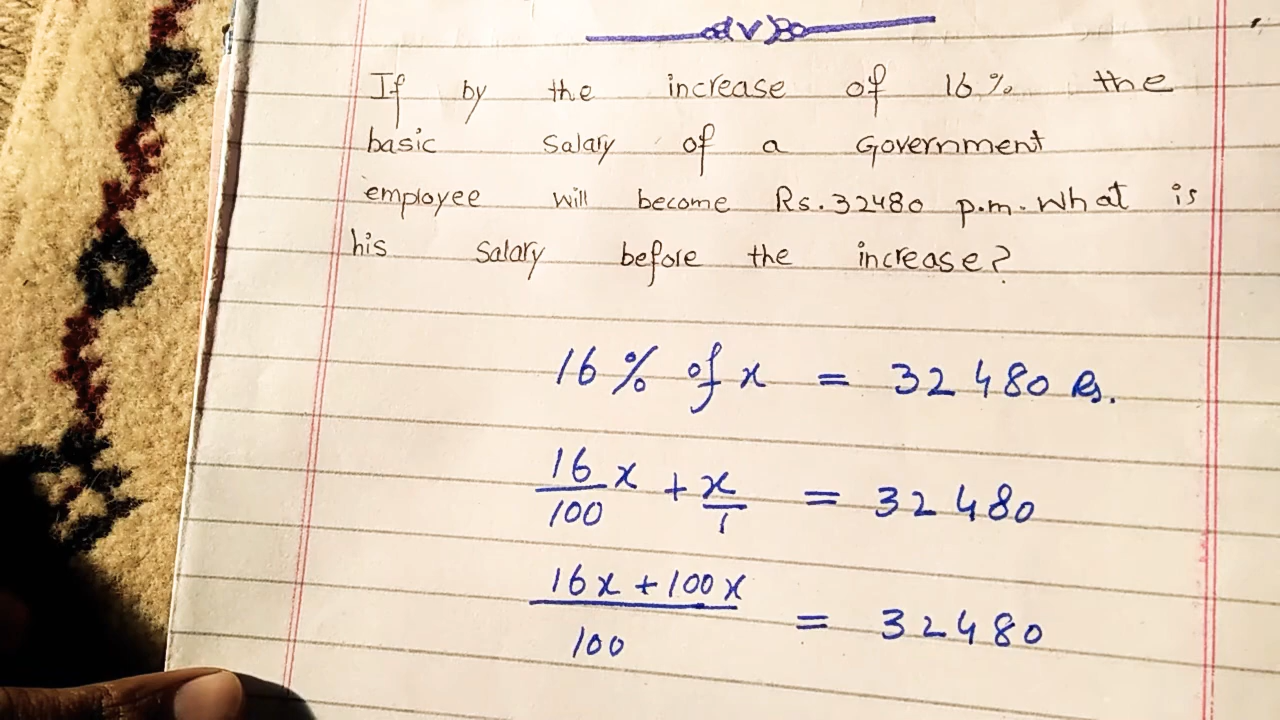 (iv)
If by the increase of 16% the
basic salary of a Government
employee will become Rs. 32480 p.m. What is
his salary before the increase?
16% of x = 32480 Rs.
16/100 x + x/1 = 32480
16x + 100x / 100 = 32480